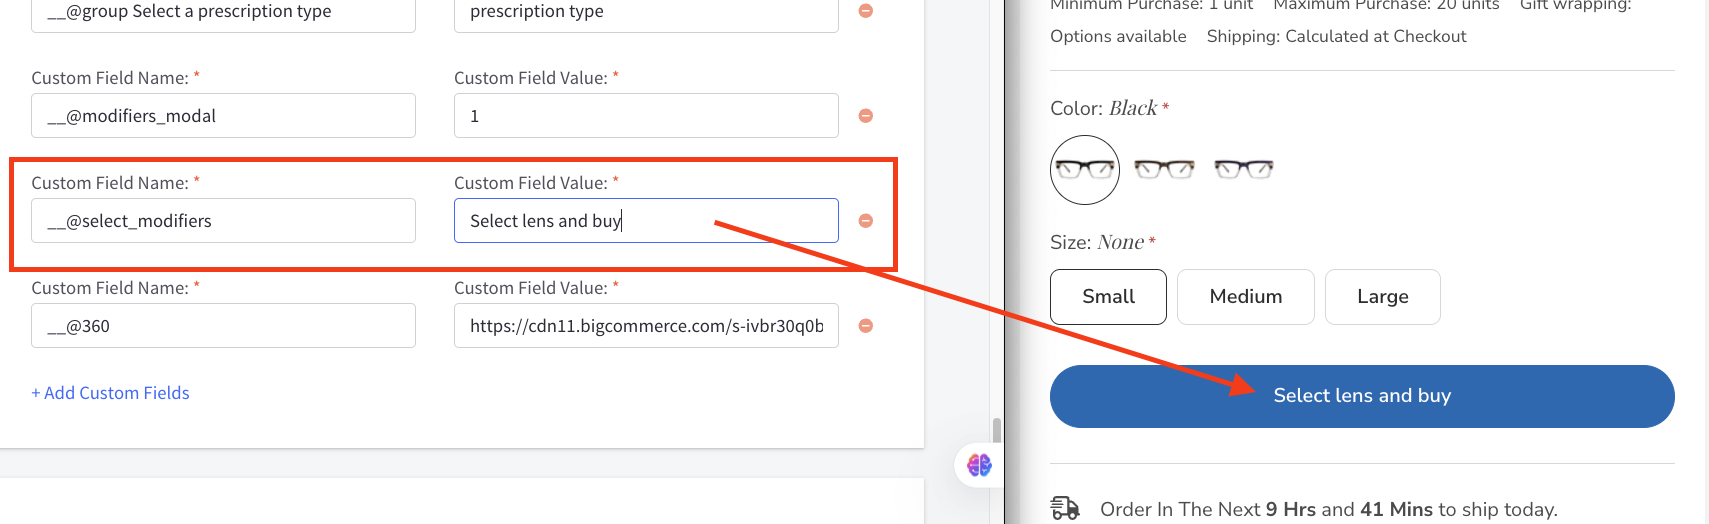 __@group Select a prescription type
prescription type
Custom Field Name: *
Custom Field Value: *
__@modifiers_modal
1
Custom Field Name: *
Custom Field Value: *
__@select_modifiers
Select lens and buy
Custom Field Name: *
Custom Field Value: *
__@360
https://cdn11.bigcommerce.com/s-ivbr30q0b
+ Add Custom Fields
Minimum Purchase: 1 unit Maximum Purchase: 20 units Gift wrapping:
Options available Shipping: Calculated at Checkout
Color: Black *
Size: None *
Small
Medium
Large
Select lens and buy
Order In The Next 9 Hrs and 41 Mins to ship today.